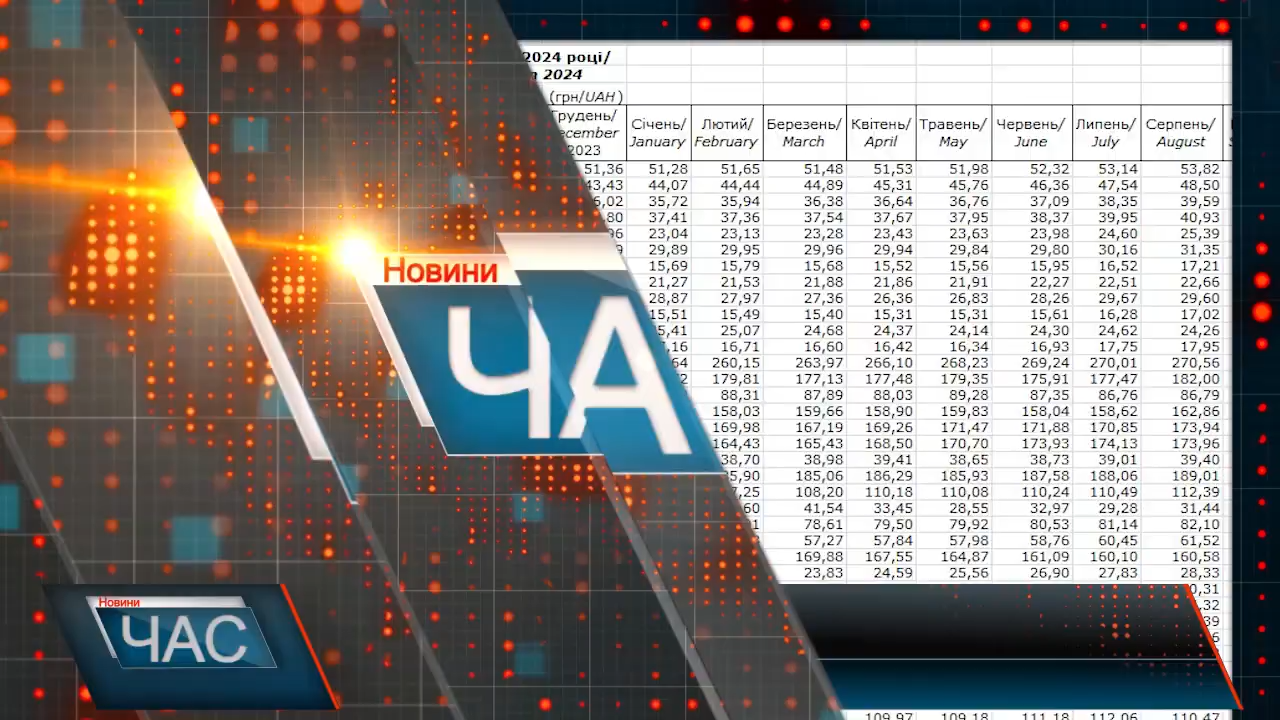 2024 році/
2024
(грн/UAH )
2023
Січень/ Лютий/ Березень/ Квітень/ Травень/ Червень/ Липень/ Серпень/
January February March April May June July August
51,36 51,28 51,65 51,48 51,53 51,98 52,32 53,14 53,82
43,43 44,07 44,44 44,89 45,31 45,76 46,36 47,54 48,50
35,72 35,94 36,38 36,64 36,76 37,09 38,35 39,59
37,41 37,36 37,54 37,67 37,95 38,37 39,95 40,93
23,04 23,13 23,28 23,43 23,63 23,98 24,60 25,39
29,89 29,95 29,96 29,94 29,84 29,80 30,16 31,35
15,69 15,79 15,68 15,52 15,56 15,95 16,52 17,21
21,27 21,53 21,88 21,86 21,91 22,27 22,51 22,66
28,87 27,97 27,36 26,36 26,83 28,26 29,67 29,60
15,51 15,49 15,40 15,31 15,31 15,61 16,28 17,02
25,07 24,68 24,37 24,14 24,30 24,62 24,26
16,71 16,60 16,42 16,34 16,93 17,75 17,95
260,15 263,97 266,10 268,23 269,24 270,01 270,56
179,81 177,13 177,48 179,35 175,91 177,47 182,00
88,31 87,89 88,03 89,28 87,35 86,76 86,79
158,03 159,66 158,90 159,83 158,04 158,62 162,86
169,98 167,19 169,26 171,47 171,88 170,85 173,94
164,43 165,43 168,50 170,70 173,93 174,13 173,96
38,70 38,98 39,41 38,65 38,73 39,01 39,40
185,06 186,29 185,93 187,58 188,06 189,01
108,20 110,18 110,08 110,24 110,49 112,39
41,54 33,45 28,55 32,97 29,28 31,44
78,61 79,50 79,92 80,53 81,14 82,10
57,27 57,84 57,98 58,76 60,45 61,52
169,88 167,55 164,87 161,09 160,10 160,58
23,83 24,59 25,56 26,90 27,83 28,33
109,97 109,18 111,18 112,06 110,47
Новини
ЧА
Новини
ЧАС